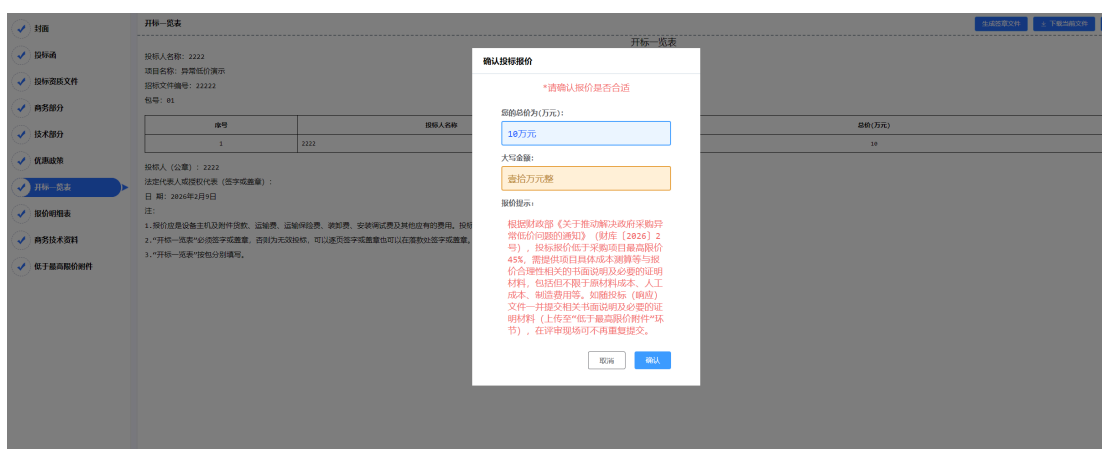 封面
投标函
投标资质文件
商务部分
技术部分
优惠政策
开标一览表
报价明细表
商务技术资料
低于最高限价附件
开标一览表
生成签章文件
下载当前文件
开标一览表
投标人名称: 2222
项目名称: 异常低价演示
招标文件编号: 22222
包号: 01
序号 投标人名称 总价(万元)
1 2222 10
投标人 (公章) : 2222
法定代表人或授权代表 (签字或盖章) :
日 期: 2026年2月9日
注:
1.报价应是设备主机及附件货款、运输费、运输保险费、装卸费、安装调试费及其他应有的费用。投标
2."开标一览表"必须签字或盖章, 否则为无效投标, 可以逐页签字或盖章也可以在落款处签字或盖章。
3."开标一览表"按包分别填写。
确认投标报价
*请确认报价是否合适
您的总价为(万元):
10万元
大写金额:
壹拾万元整
报价提示:
根据财政部《关于推动解决政府采购异
常低价问题的通知》 (财库 〔2026〕2
号) , 投标报价低于采购项目最高限价
45%, 需提供项目具体成本测算等与报
价合理性相关的书面说明及必要的证明
材料, 包括但不限于原材料成本、人工
成本、制造费用等。如随投标 (响应)
文件一并提交相关书面说明及必要的证
明材料 (上传至"低于最高限价附件"环
节) , 在评审现场可不再重复提交。
取消
确认